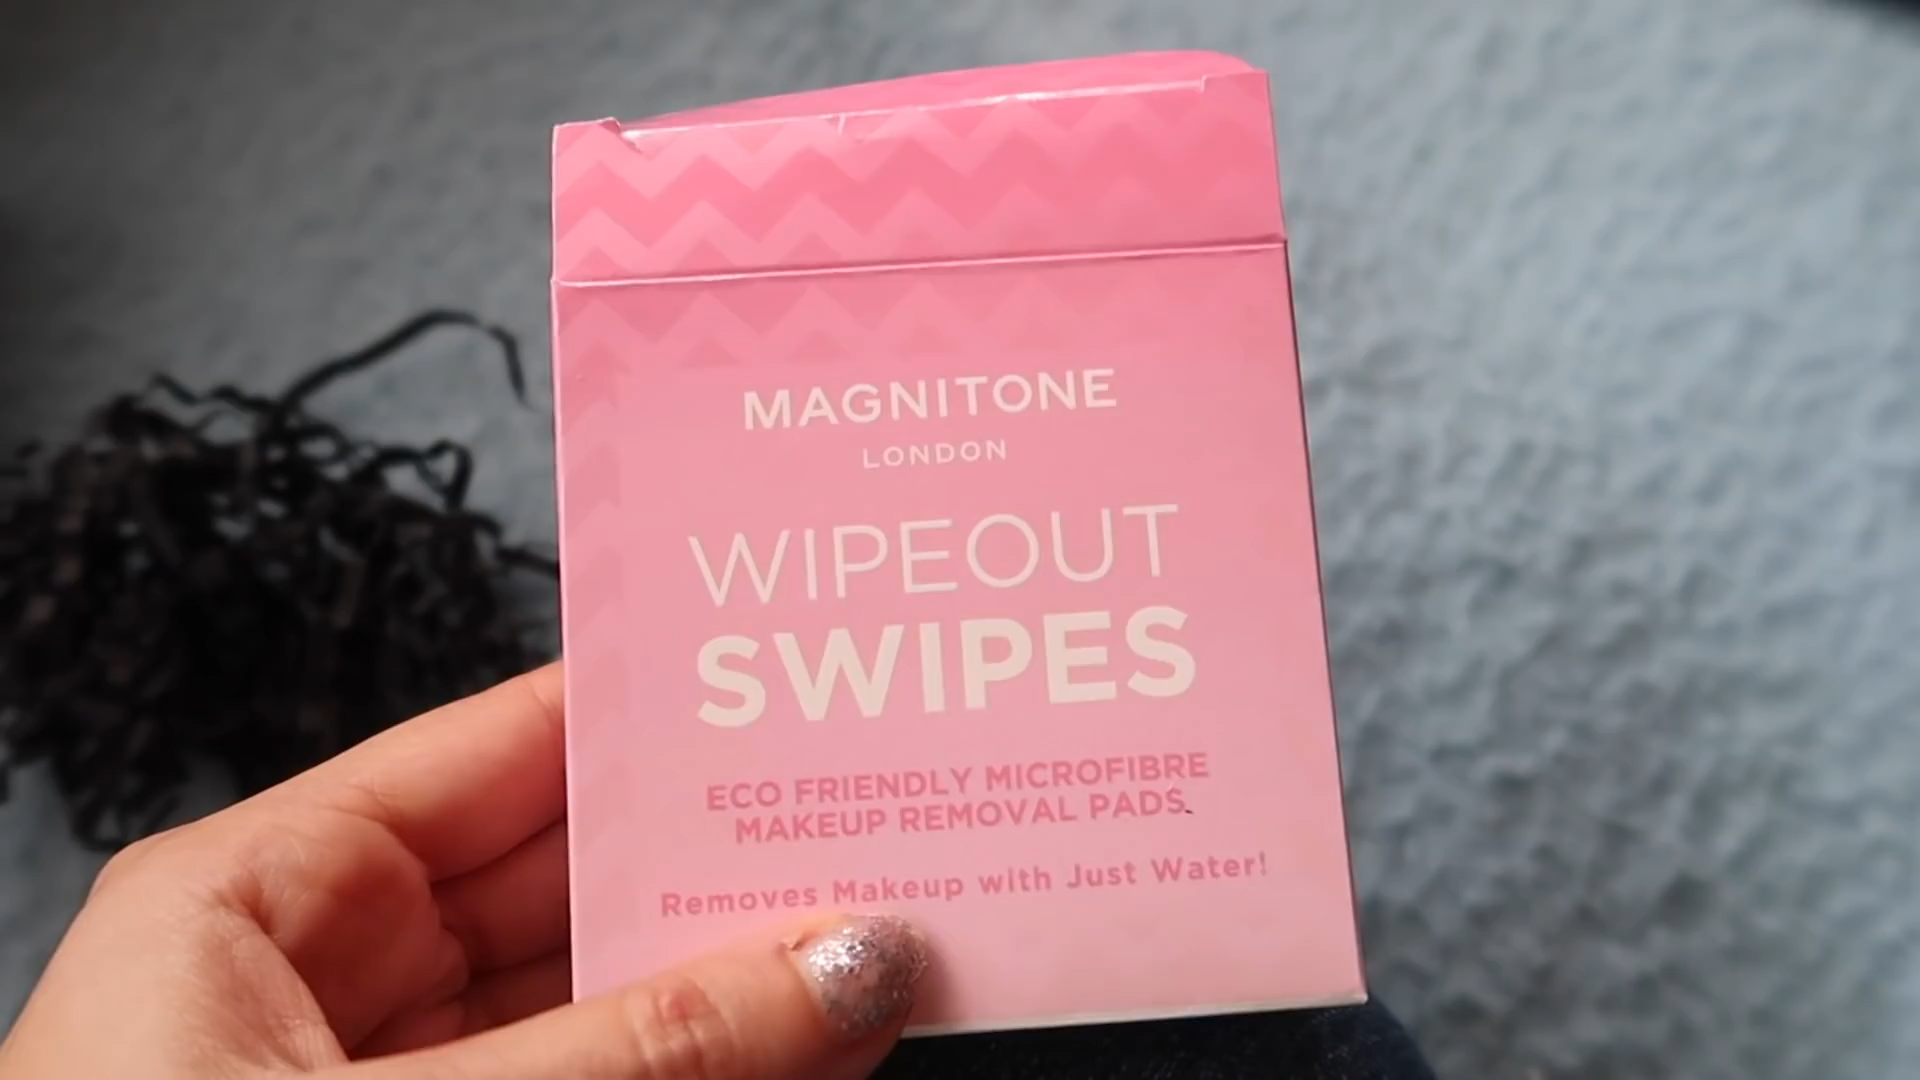 MAGNITONE
LONDON
WIPEOUT
SWIPES
ECO FRIENDLY MICROFIBRE
MAKEUP REMOVAL PADS
Removes Makeup with Just Water!